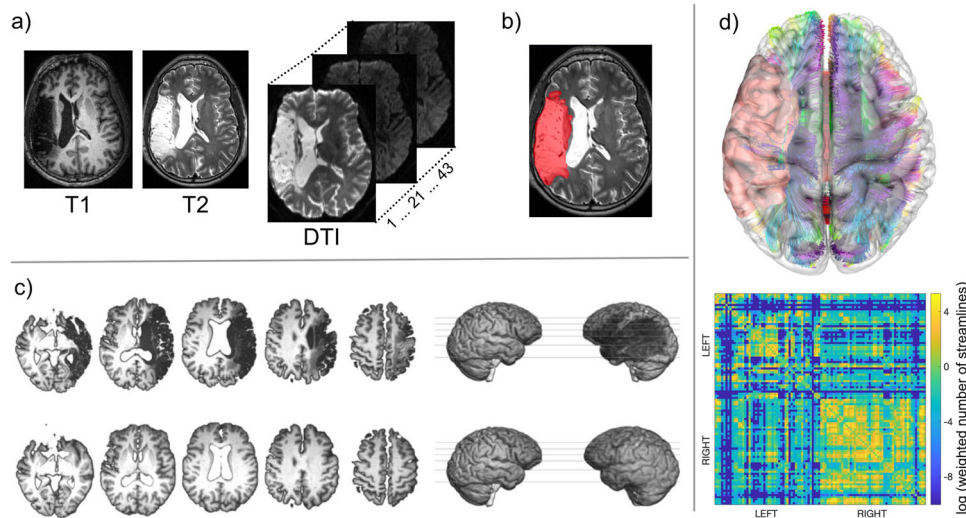 a)
T1
T2
DTI
1 ... 21 ... 43
b)
c)
d)
LEFT
RIGHT
LEFT
RIGHT
4
0
-4
-8
log (weighted number of streamlines)